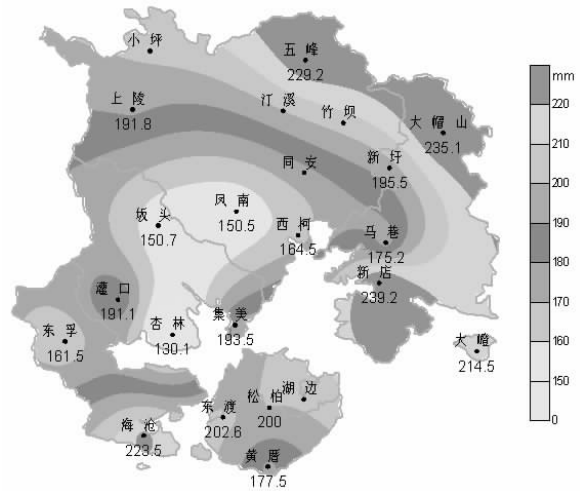 小坪
五峰
229.2
mm
220
210
200
190
180
170
160
150
0
上陵
191.8
汀溪
竹坝
大帽山
235.1
同安
新圩
195.5
凤南
150.5
坂头
150.7
西柯
164.5
马巷
175.2
新店
239.2
灌口
191.1
集美
193.5
杏林
130.1
东孚
161.5
大嶝
214.5
湖边
松柏
200
东渡
202.6
海沧
223.5
黄厝
177.5